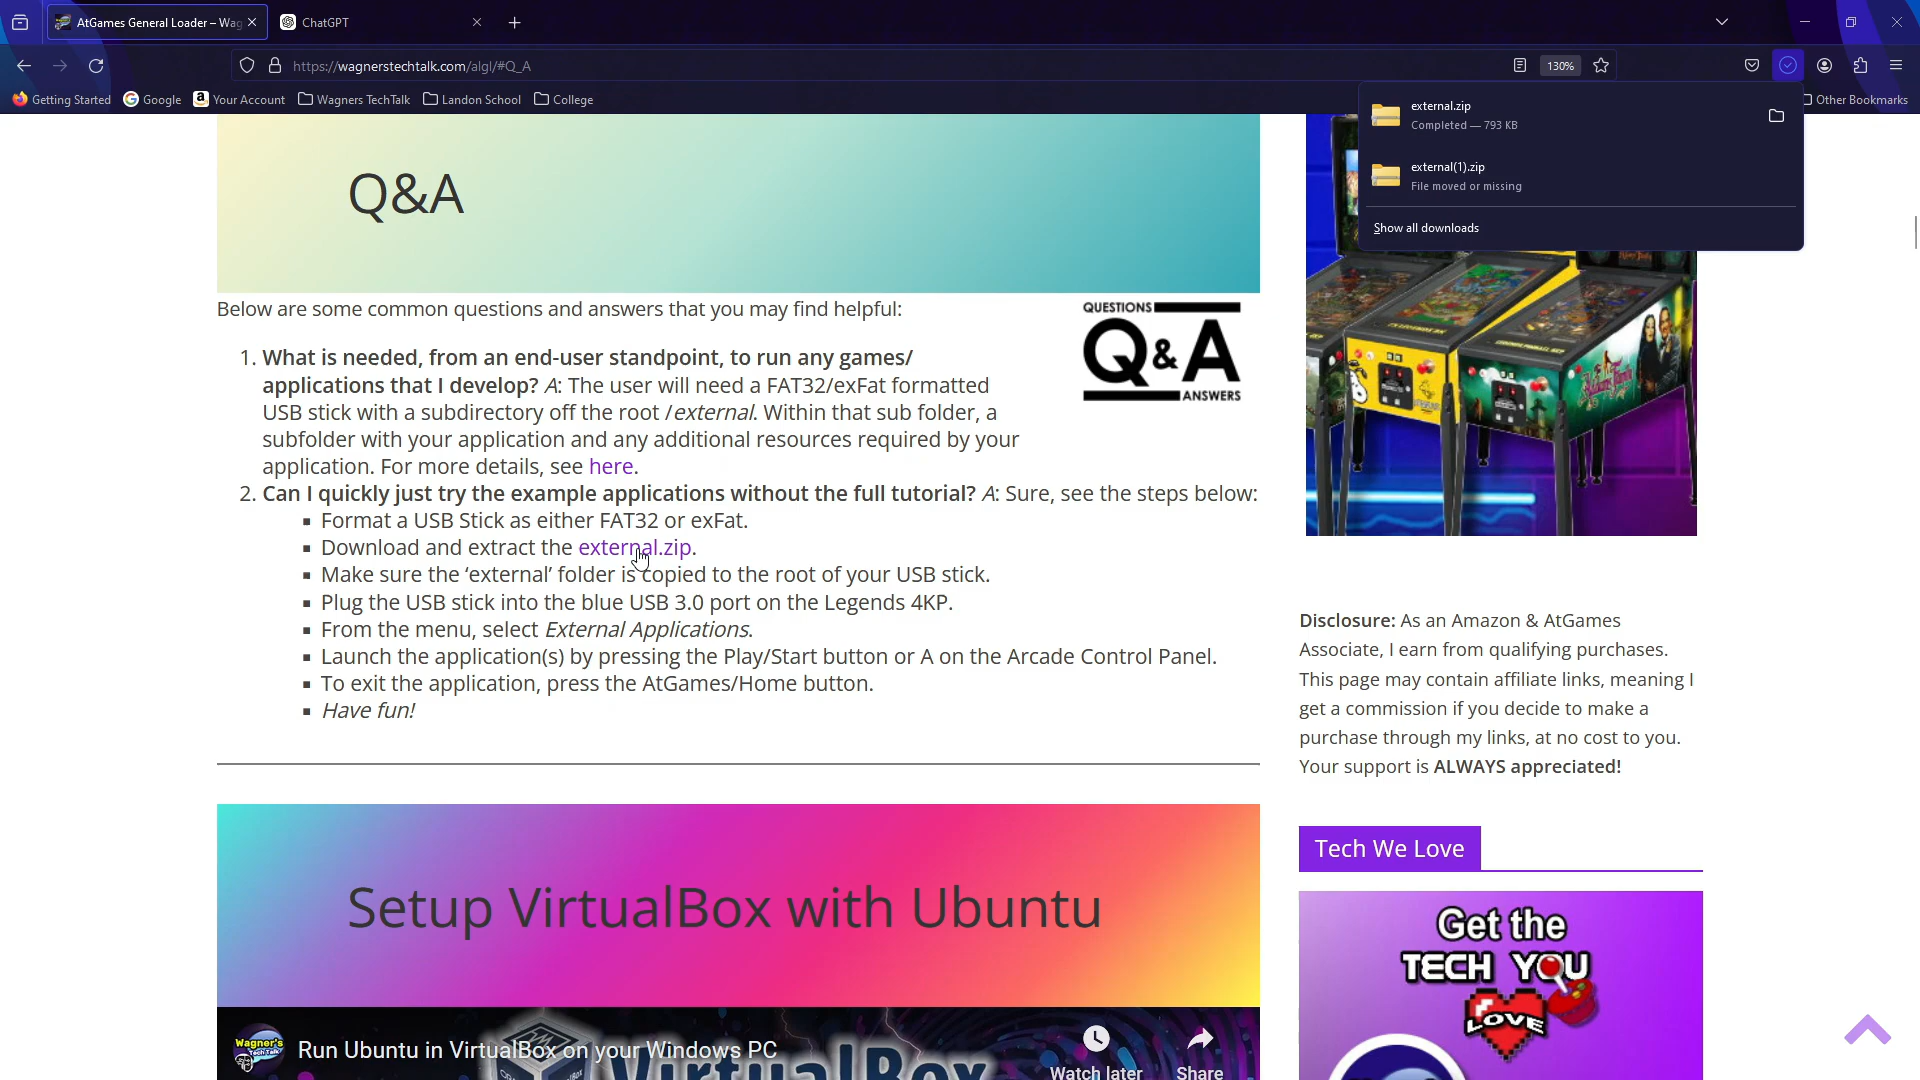 AtGames General Loader – Wag
ChatGPT
https://wagnerstechtalk.com/algl/#Q_A
130%
Getting Started
Google
Your Account
Wagners TechTalk
Landon School
College
Other Bookmarks
external.zip
Completed — 793 KB
external(1).zip
File moved or missing
Show all downloads
Q&A
Below are some common questions and answers that you may find helpful:
QUESTIONS
Q&A
ANSWERS
1. What is needed, from an end-user standpoint, to run any games/
applications that I develop? A: The user will need a FAT32/exFat formatted
USB stick with a subdirectory off the root /external. Within that sub folder, a
subfolder with your application and any additional resources required by your
application. For more details, see here.
2. Can I quickly just try the example applications without the full tutorial? A: Sure, see the steps below:
▪ Format a USB Stick as either FAT32 or exFat.
▪ Download and extract the external.zip.
▪ Make sure the ‘external’ folder is copied to the root of your USB stick.
▪ Plug the USB stick into the blue USB 3.0 port on the Legends 4KP.
▪ From the menu, select External Applications.
▪ Launch the application(s) by pressing the Play/Start button or A on the Arcade Control Panel.
▪ To exit the application, press the AtGames/Home button.
▪ Have fun!
Disclosure: As an Amazon & AtGames
Associate, I earn from qualifying purchases.
This page may contain affiliate links, meaning I
get a commission if you decide to make a
purchase through my links, at no cost to you.
Your support is ALWAYS appreciated!
Tech We Love
Get the
TECH YOU
LOVE
Setup VirtualBox with Ubuntu
Wagner's
Tech Talk
Run Ubuntu in VirtualBox on your Windows PC
VirtualBox
Watch later
Share